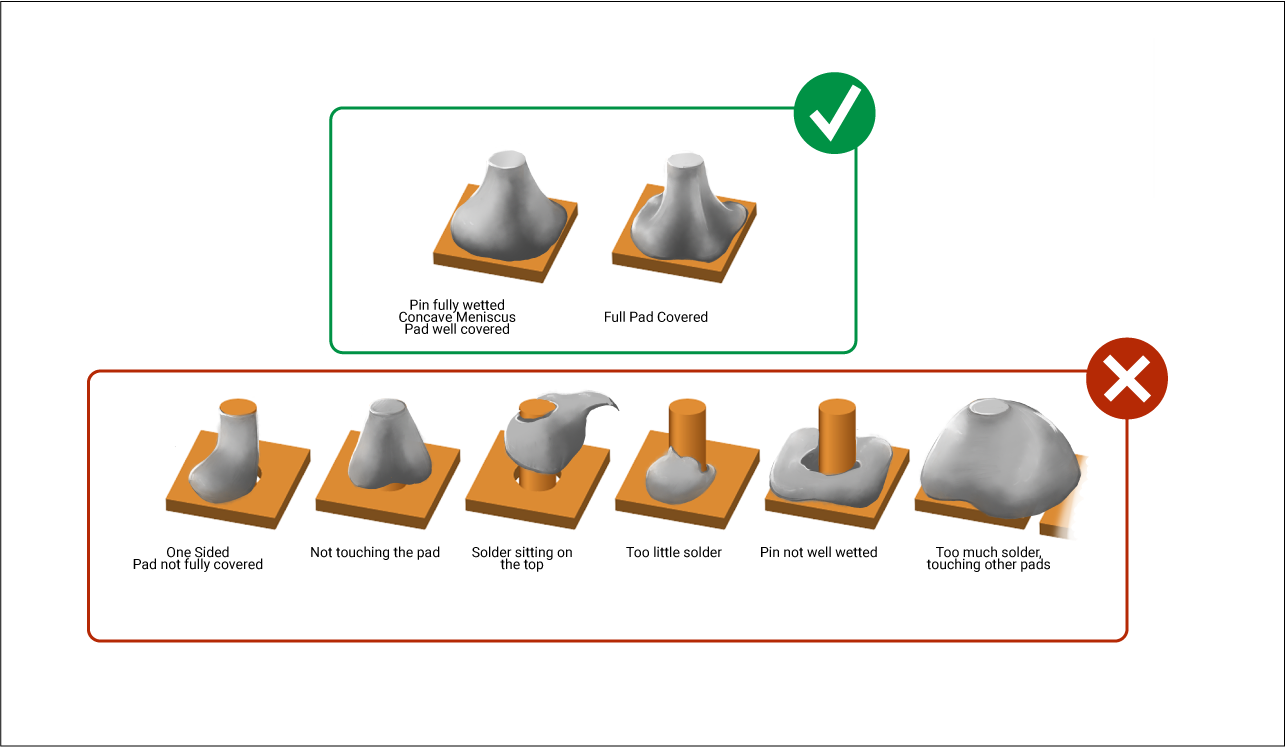 Pin fully wetted
Concave Meniscus
Pad well covered
Full Pad Covered
One Sided
Pad not fully covered
Not touching the pad
Solder sitting on
the top
Too little solder
Pin not well wetted
Too much solder,
touching other pads